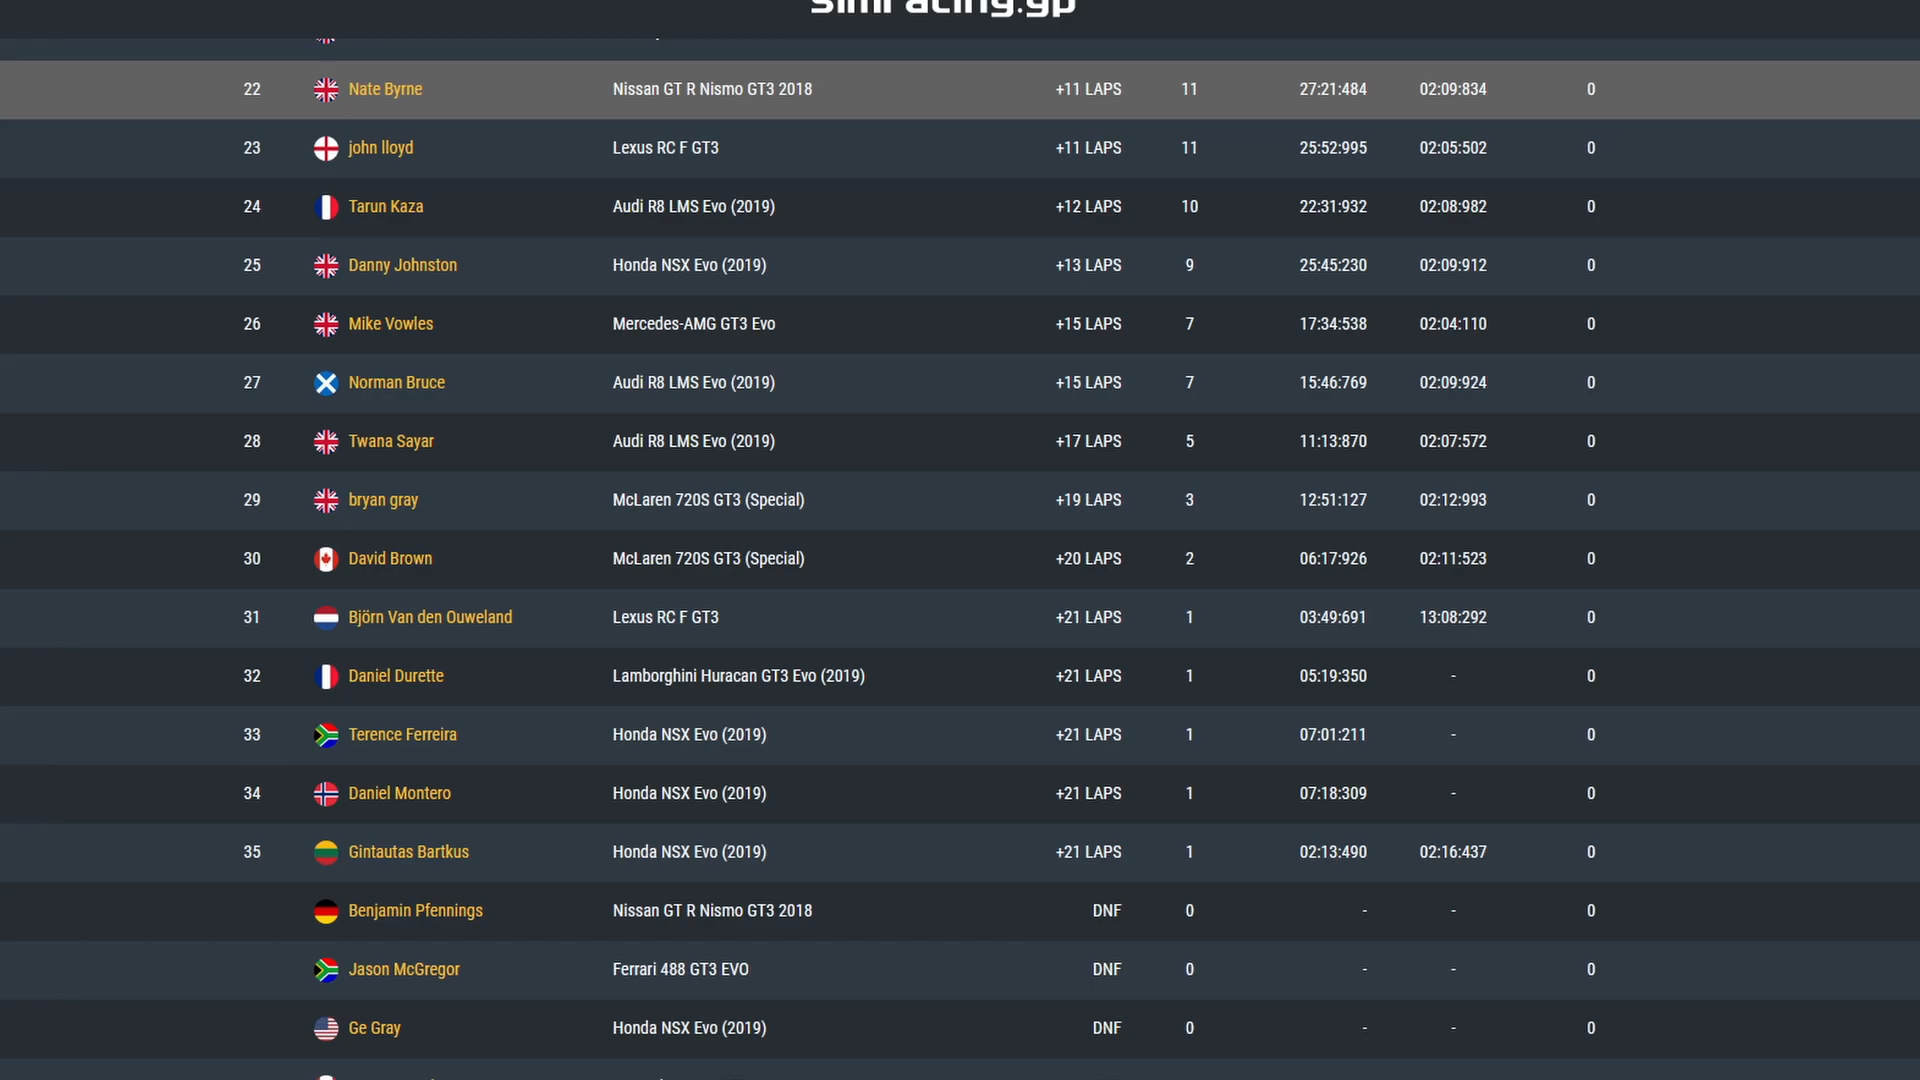 simracing.gp
22 Nate Byrne Nissan GT R Nismo GT3 2018 +11 LAPS 11 27:21:484 02:09:834 0
23 john lloyd Lexus RC F GT3 +11 LAPS 11 25:52:995 02:05:502 0
24 Tarun Kaza Audi R8 LMS Evo (2019) +12 LAPS 10 22:31:932 02:08:982 0
25 Danny Johnston Honda NSX Evo (2019) +13 LAPS 9 25:45:230 02:09:912 0
26 Mike Vowles Mercedes-AMG GT3 Evo +15 LAPS 7 17:34:538 02:04:110 0
27 Norman Bruce Audi R8 LMS Evo (2019) +15 LAPS 7 15:46:769 02:09:924 0
28 Twana Sayar Audi R8 LMS Evo (2019) +17 LAPS 5 11:13:870 02:07:572 0
29 bryan gray McLaren 720S GT3 (Special) +19 LAPS 3 12:51:127 02:12:993 0
30 David Brown McLaren 720S GT3 (Special) +20 LAPS 2 06:17:926 02:11:523 0
31 Björn Van den Ouweland Lexus RC F GT3 +21 LAPS 1 03:49:691 13:08:292 0
32 Daniel Durette Lamborghini Huracan GT3 Evo (2019) +21 LAPS 1 05:19:350 - 0
33 Terence Ferreira Honda NSX Evo (2019) +21 LAPS 1 07:01:211 - 0
34 Daniel Montero Honda NSX Evo (2019) +21 LAPS 1 07:18:309 - 0
35 Gintautas Bartkus Honda NSX Evo (2019) +21 LAPS 1 02:13:490 02:16:437 0
Benjamin Pfennings Nissan GT R Nismo GT3 2018 DNF 0 - - 0
Jason McGregor Ferrari 488 GT3 EVO DNF 0 - - 0
Ge Gray Honda NSX Evo (2019) DNF 0 - - 0